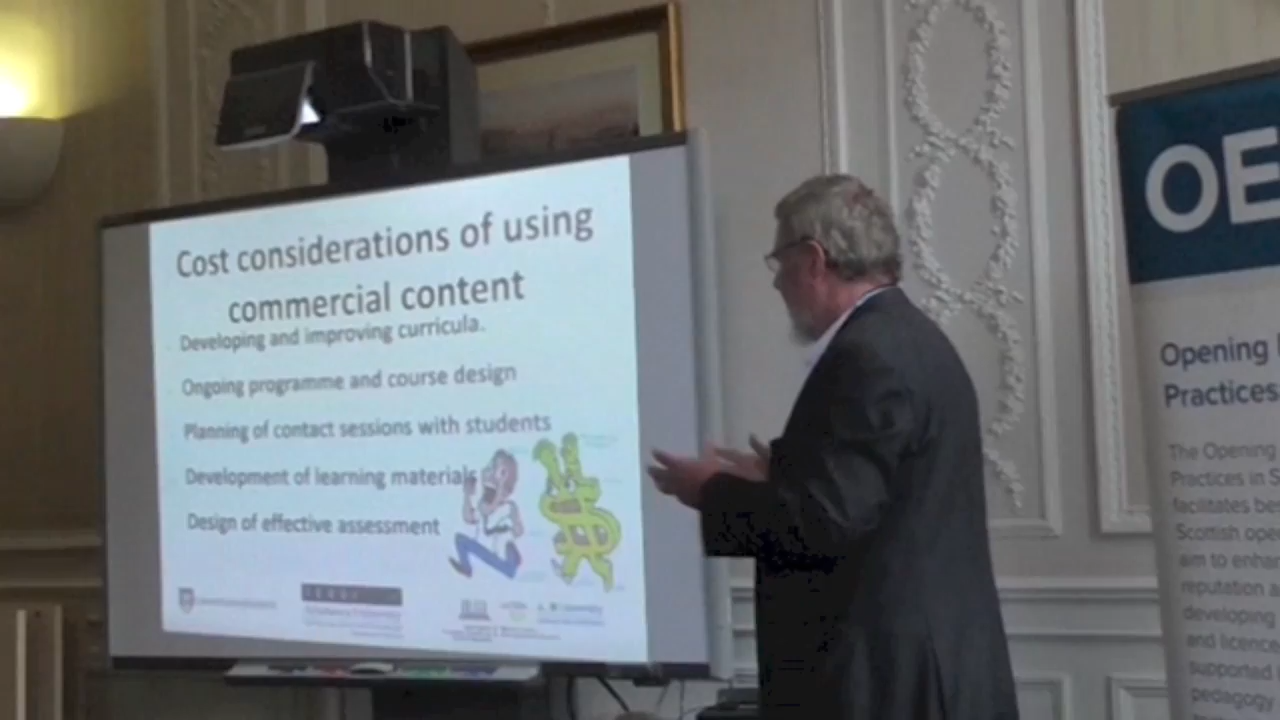 Cost considerations of using
commercial content
Developing and improving curricula.
Ongoing programme and course design
Planning of contact sessions with students
Development of learning materials
Design of effective assessment
OE
Opening
Practices
The Opening
Practices in S
facilitates be
Scottish ope
aim to enhan
reputation a
developing
and licence
supported
pedagogy